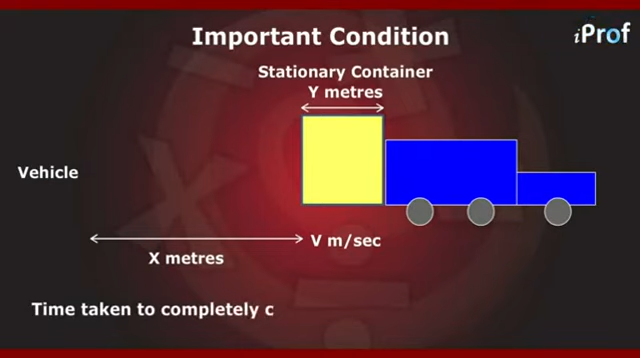 Important Condition
iProf
Stationary Container
Y metres
Vehicle
V m/sec
X metres
Time taken to completely c